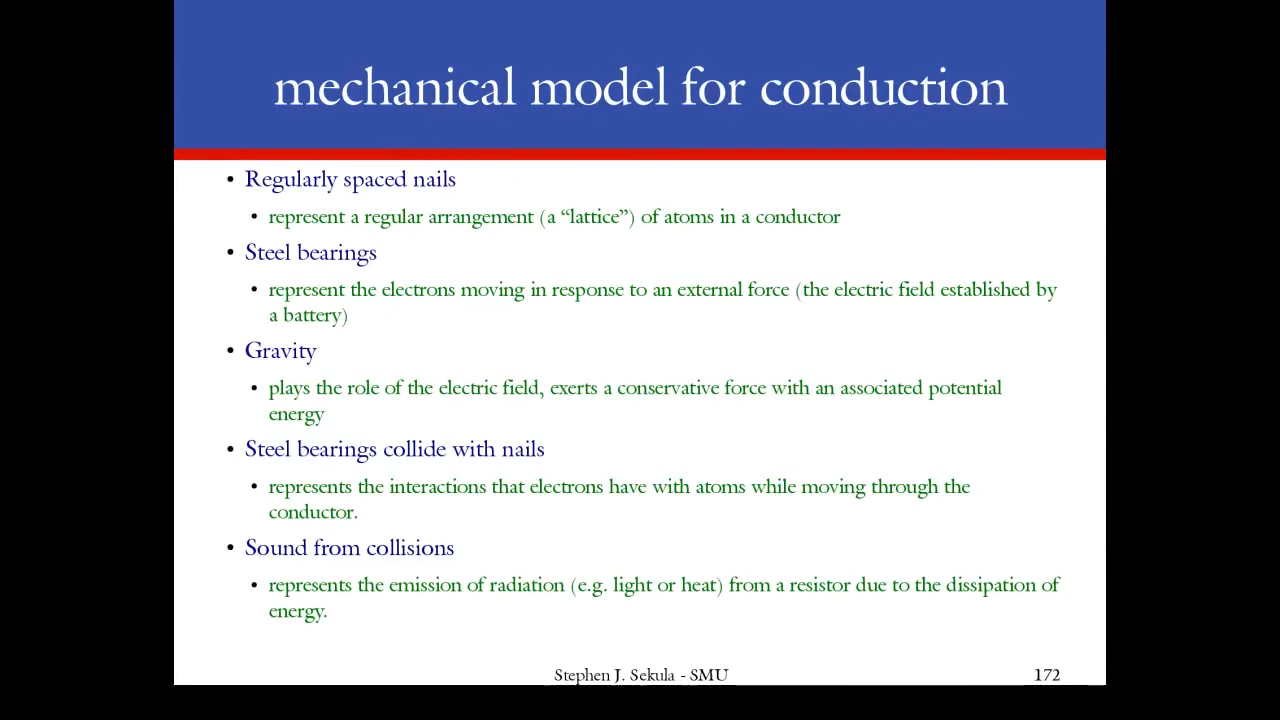 mechanical model for conduction
• Regularly spaced nails
• represent a regular arrangement (a “lattice”) of atoms in a conductor
• Steel bearings
• represent the electrons moving in response to an external force (the electric field established by
a battery)
• Gravity
• plays the role of the electric field, exerts a conservative force with an associated potential
energy
• Steel bearings collide with nails
• represents the interactions that electrons have with atoms while moving through the
conductor.
• Sound from collisions
• represents the emission of radiation (e.g. light or heat) from a resistor due to the dissipation of
energy.
Stephen J. Sekula - SMU 172